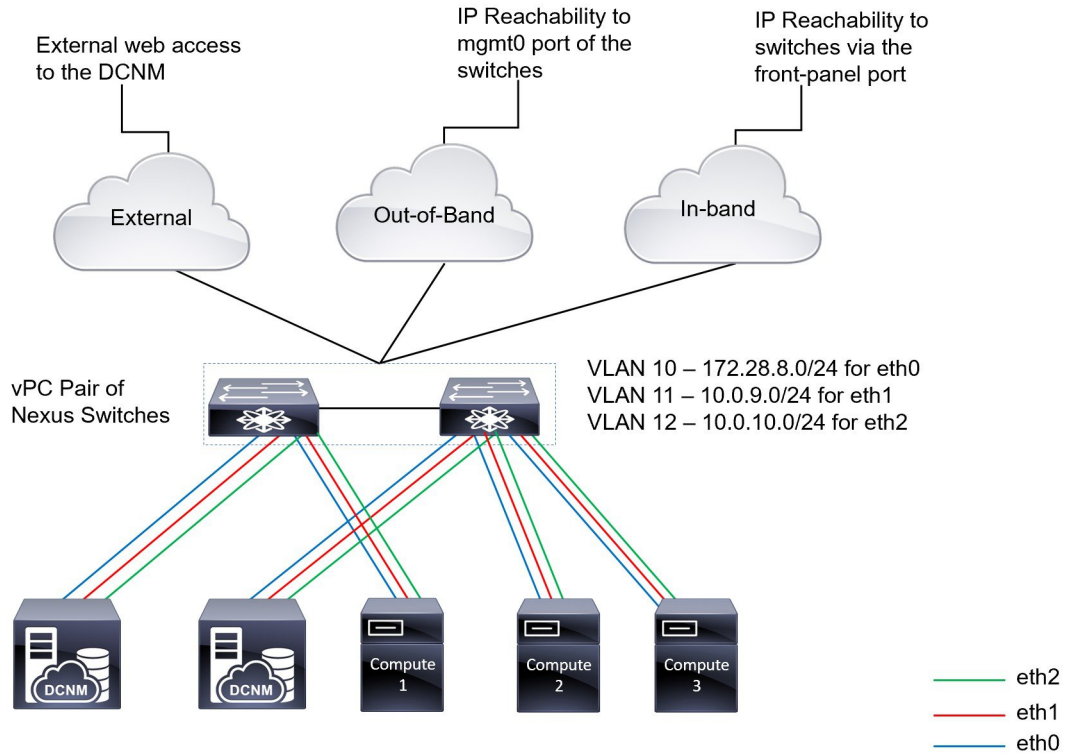 External web access
to the DCNM
IP Reachability to
mgmt0 port of the
switches
IP Reachability to
switches via the
front-panel port
External
Out-of-Band
In-band
vPC Pair of
Nexus Switches
VLAN 10 – 172.28.8.0/24 for eth0
VLAN 11 – 10.0.9.0/24 for eth1
VLAN 12 – 10.0.10.0/24 for eth2
DCNM
DCNM
Compute
1
Compute
2
Compute
3
eth2
eth1
eth0